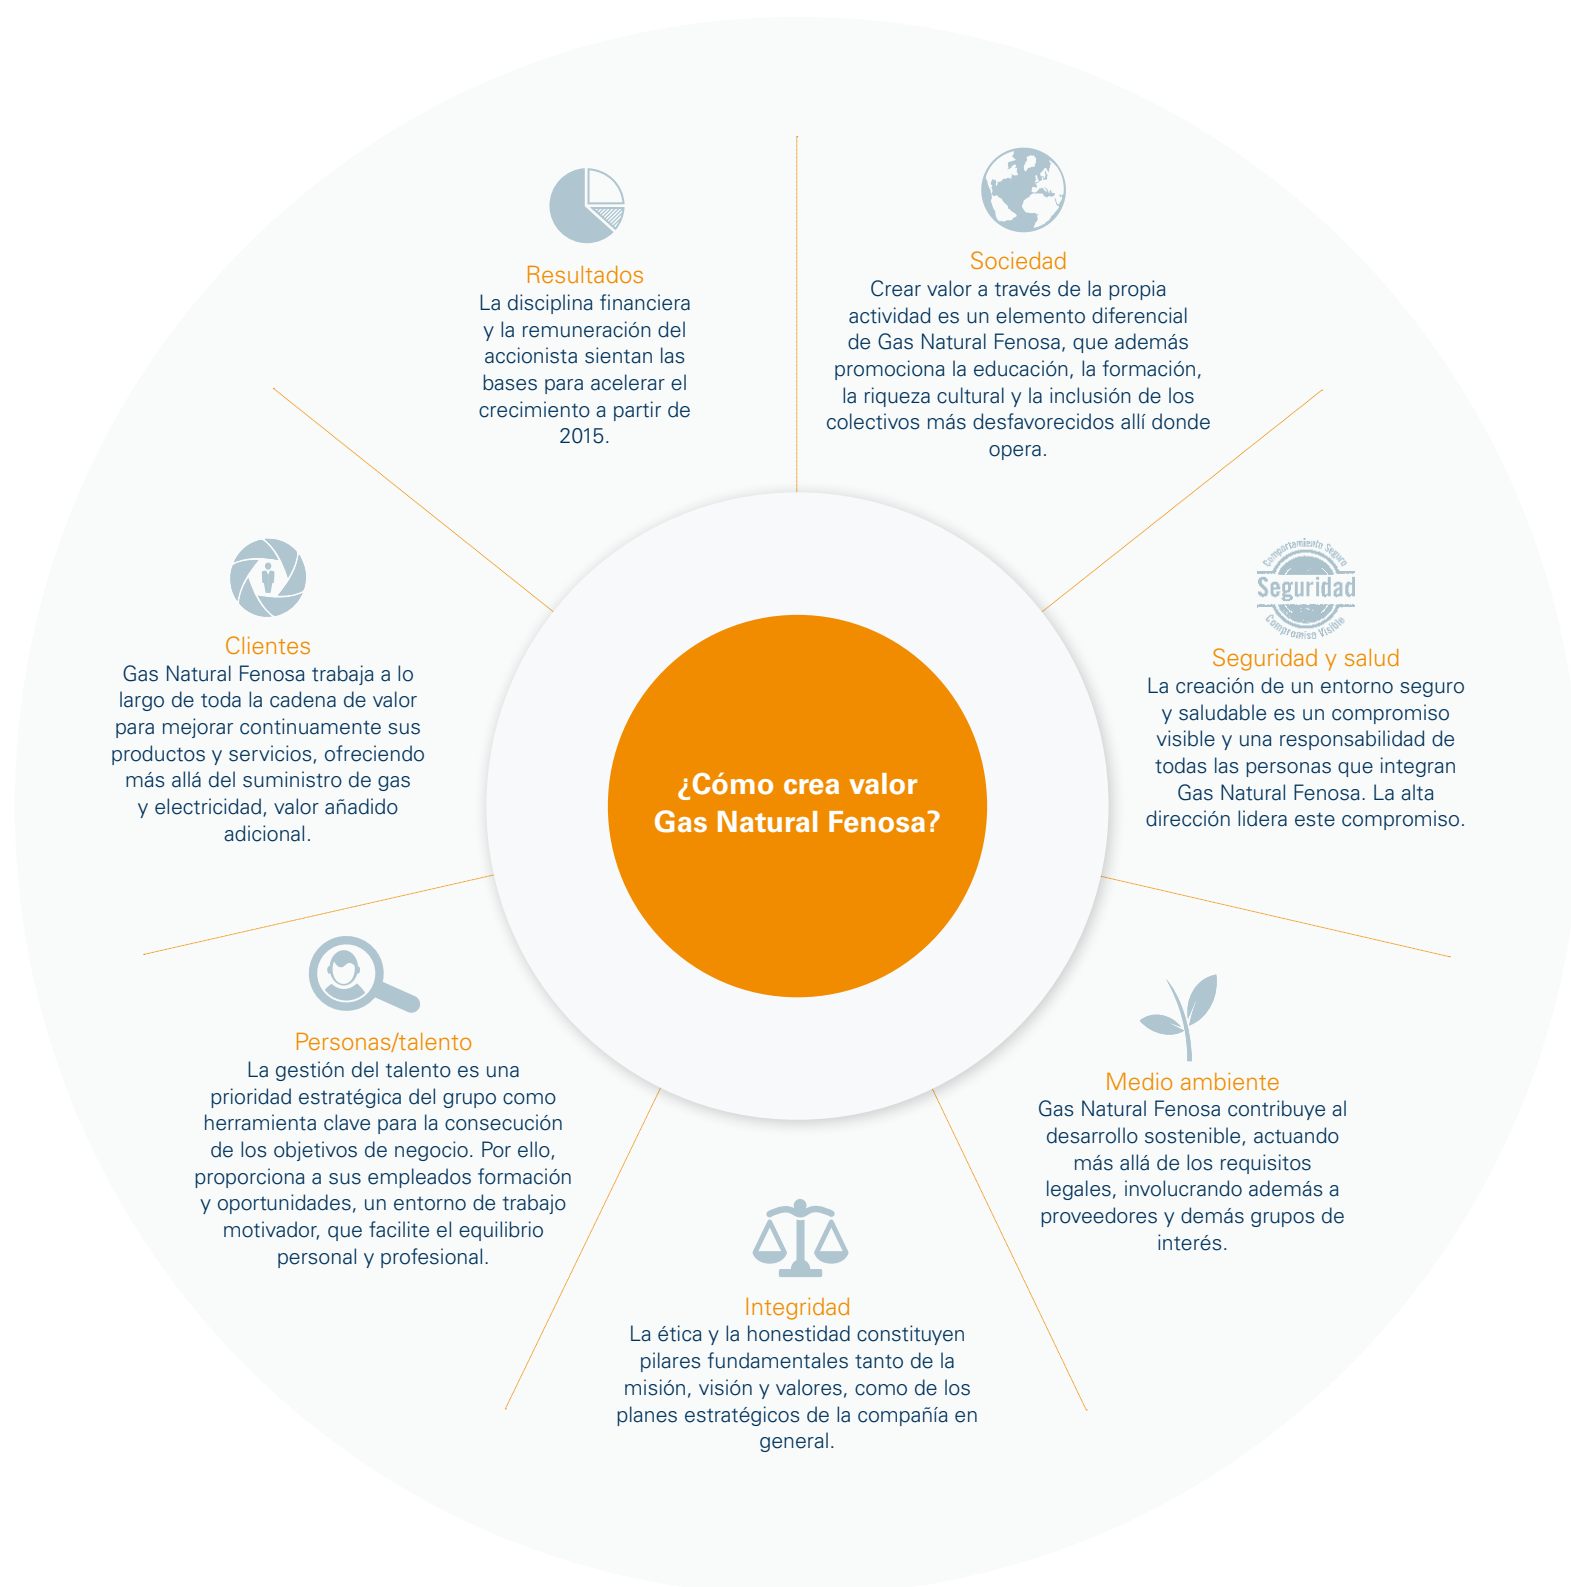 Resultados
La disciplina financiera
y la remuneración del
accionista sientan las
bases para acelerar el
crecimiento a partir de
2015.
Sociedad
Crear valor a través de la propia
actividad es un elemento diferencial
de Gas Natural Fenosa, que además
promociona la educación, la formación,
la riqueza cultural y la inclusión de los
colectivos más desfavorecidos allí donde
opera.
Comportamiento Seguro
Seguridad
Compromiso Visible
Seguridad y salud
La creación de un entorno seguro
y saludable es un compromiso
visible y una responsabilidad de
todas las personas que integran
Gas Natural Fenosa. La alta
dirección lidera este compromiso.
Medio ambiente
Gas Natural Fenosa contribuye al
desarrollo sostenible, actuando
más allá de los requisitos
legales, involucrando además a
proveedores y demás grupos de
interés.
Integridad
La ética y la honestidad constituyen
pilares fundamentales tanto de la
misión, visión y valores, como de los
planes estratégicos de la compañía en
general.
Personas/talento
La gestión del talento es una
prioridad estratégica del grupo como
herramienta clave para la consecución
de los objetivos de negocio. Por ello,
proporciona a sus empleados formación
y oportunidades, un entorno de trabajo
motivador, que facilite el equilibrio
personal y profesional.
Clientes
Gas Natural Fenosa trabaja a lo
largo de toda la cadena de valor
para mejorar continuamente sus
productos y servicios, ofreciendo
más allá del suministro de gas
y electricidad, valor añadido
adicional.
¿Cómo crea valor
Gas Natural Fenosa?